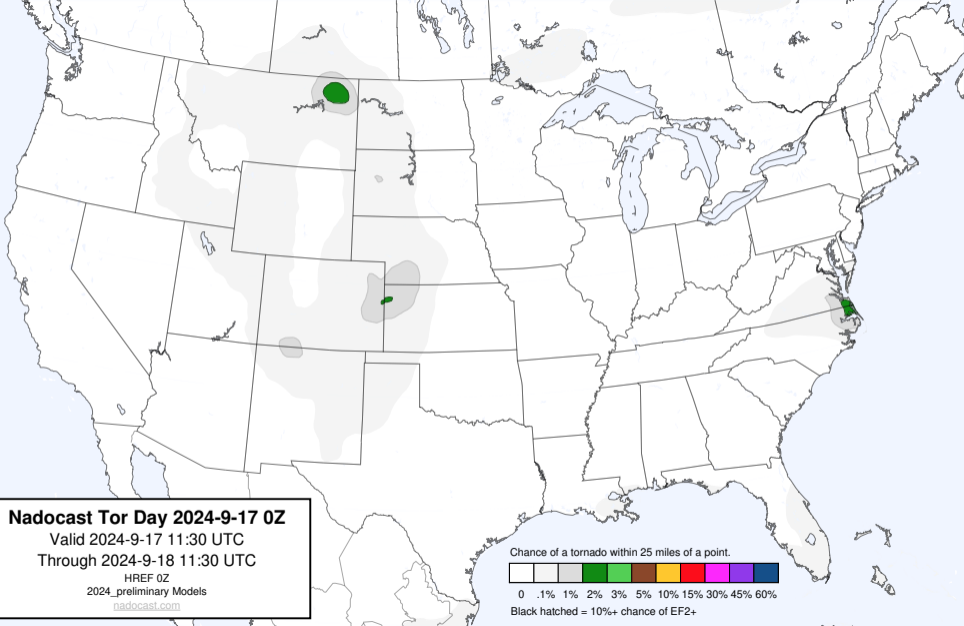 Nadocast Tor Day 2024-9-17 0Z
Valid 2024-9-17 11:30 UTC
Through 2024-9-18 11:30 UTC
HREF 0Z
2024_preliminary Models
nadocast.com
Chance of a tornado within 25 miles of a point.
0 .1% 1% 2% 3% 5% 10% 15% 30% 45% 60%
Black hatched = 10%+ chance of EF2+